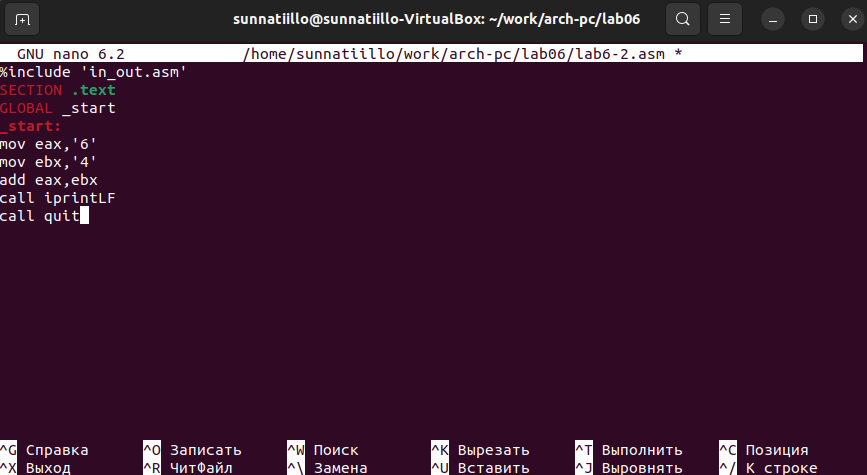 sunnatiillo@sunnatiillo-VirtualBox: ~/work/arch-pc/lab06
GNU nano 6.2 /home/sunnatiillo/work/arch-pc/lab06/lab6-2.asm *
%include 'in_out.asm'
SECTION .text
GLOBAL _start
_start:
mov eax,'6'
mov ebx,'4'
add eax,ebx
call iprintLF
call quit
^G Справка ^O Записать ^W Поиск ^K Вырезать ^T Выполнить ^C Позиция
^X Выход ^R ЧитФайл ^\ Замена ^U Вставить ^J Выровнять ^/ К строке